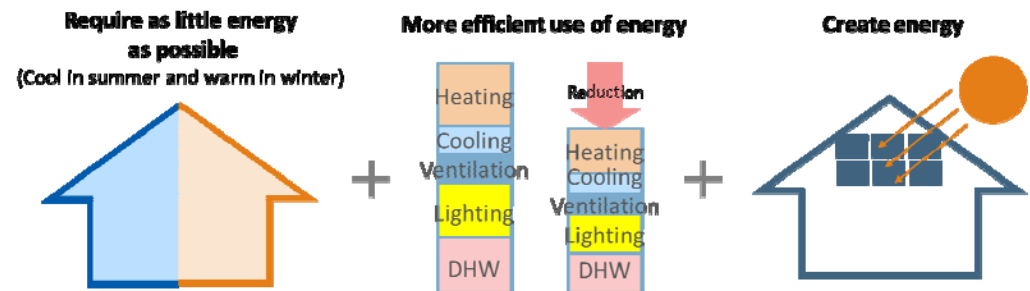 Require as little energy
as possible
(Cool in summer and warm in winter)
More efficient use of energy
Heating
Cooling
Ventilation
Lighting
DHW
Reduction
Heating
Cooling
Ventilation
Lighting
DHW
Create energy